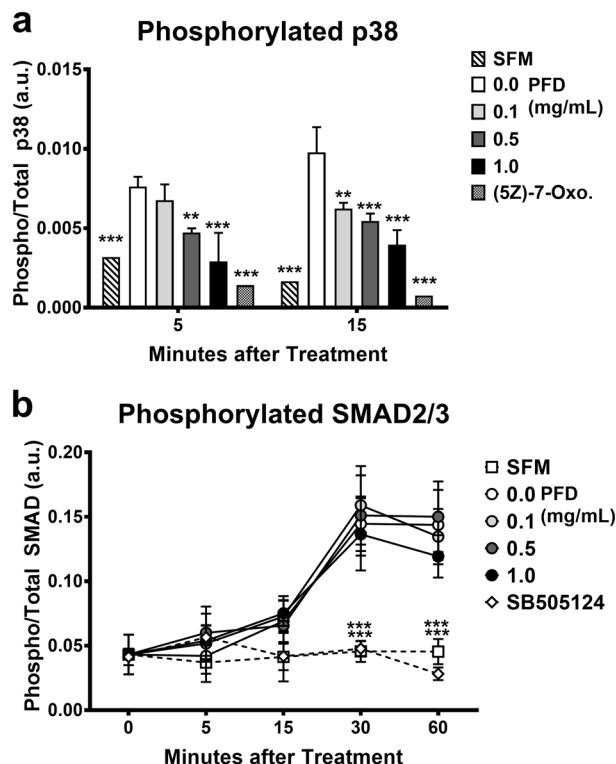 a
Phosphorylated p38
Phospho/Total p38 (a.u.)
0.015
0.010
0.005
0.000
*** ** *** *** *** ** *** *** ***
5 15
Minutes after Treatment
SFM
0.0 PFD
0.1 (mg/mL)
0.5
1.0
(5Z)-7-Oxo.
b
Phosphorylated SMAD2/3
Phospho/Total SMAD (a.u.)
0.20
0.15
0.10
0.05
0.00
*** ***
*** ***
0 5 15 30 60
Minutes after Treatment
SFM
0.0 PFD
0.1 (mg/mL)
0.5
1.0
SB505124